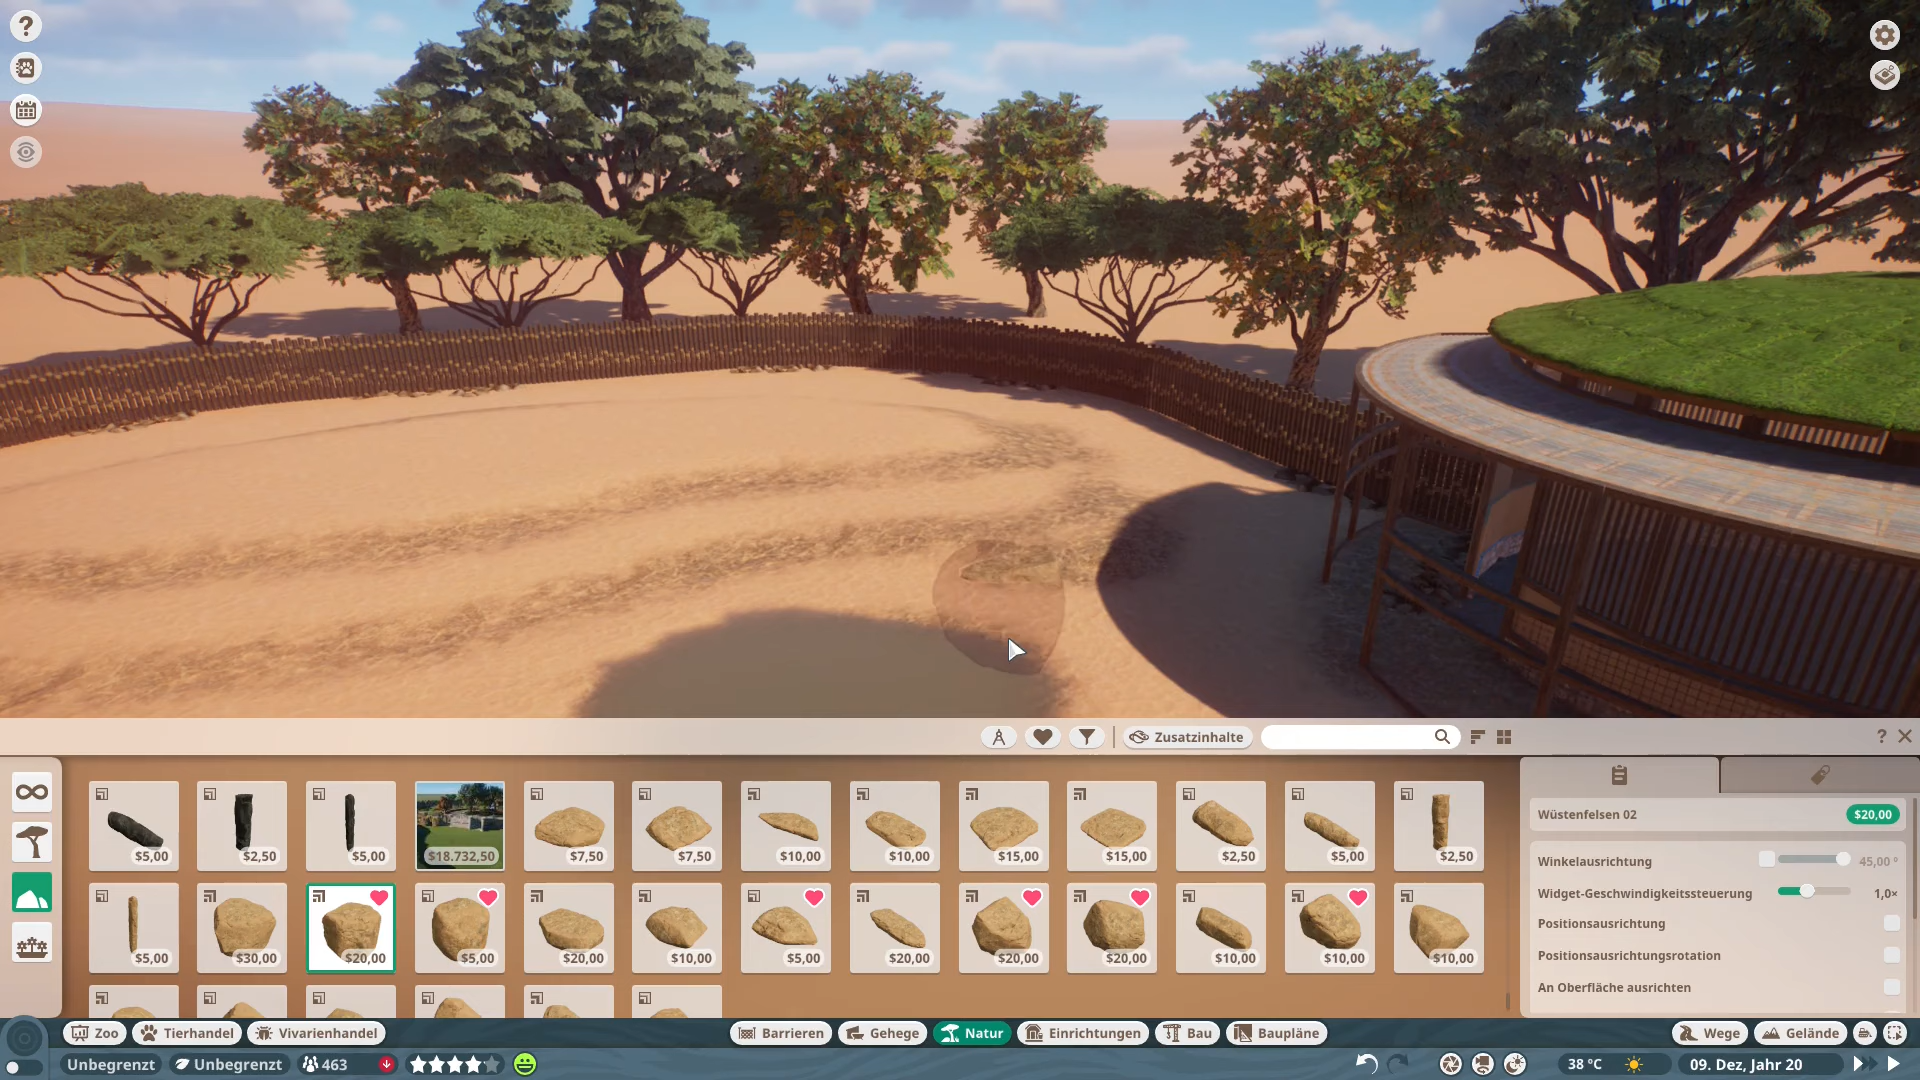 Zusatzinhalte
$5,00
$2,50
$5,00
$18.732,50
$7,50
$7,50
$10,00
$10,00
$15,00
$15,00
$2,50
$5,00
$2,50
$5,00
$30,00
$20,00
$5,00
$20,00
$10,00
$5,00
$20,00
$20,00
$20,00
$10,00
$10,00
$10,00
?
?
Wüstenfelsen 02
$20,00
Winkelausrichtung
45,00 °
Widget-Geschwindigkeitssteuerung
1,0×
Positionsausrichtung
Positionsausrichtungsrotation
An Oberfläche ausrichten
Zoo
Tierhandel
Vivarienhandel
Barrieren
Gehege
Natur
Einrichtungen
Bau
Baupläne
Wege
Gelände
Unbegrenzt
Unbegrenzt
463
38 °C
09. Dez, Jahr 20